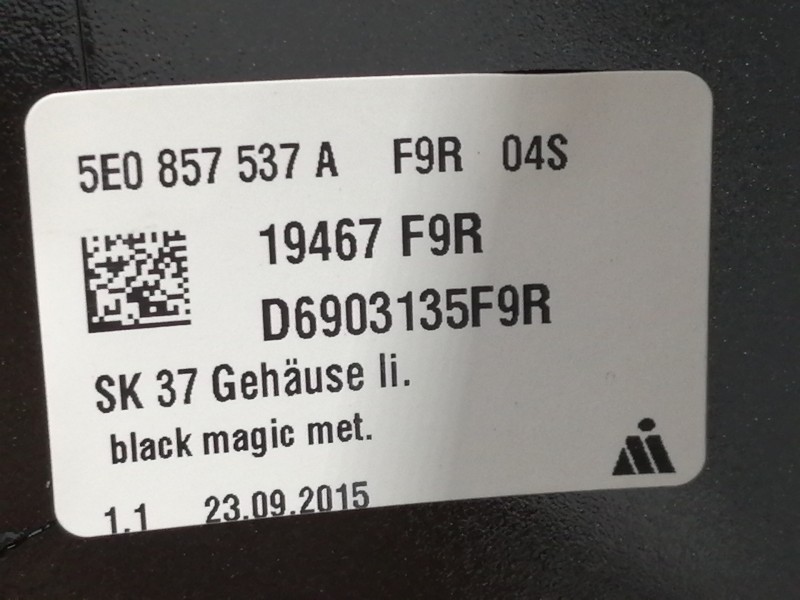 5E0 857 537 A F9R 04S
19467 F9R
D6903135F9R
SK 37 Gehäuse li.
black magic met.
1.1 23.09.2015